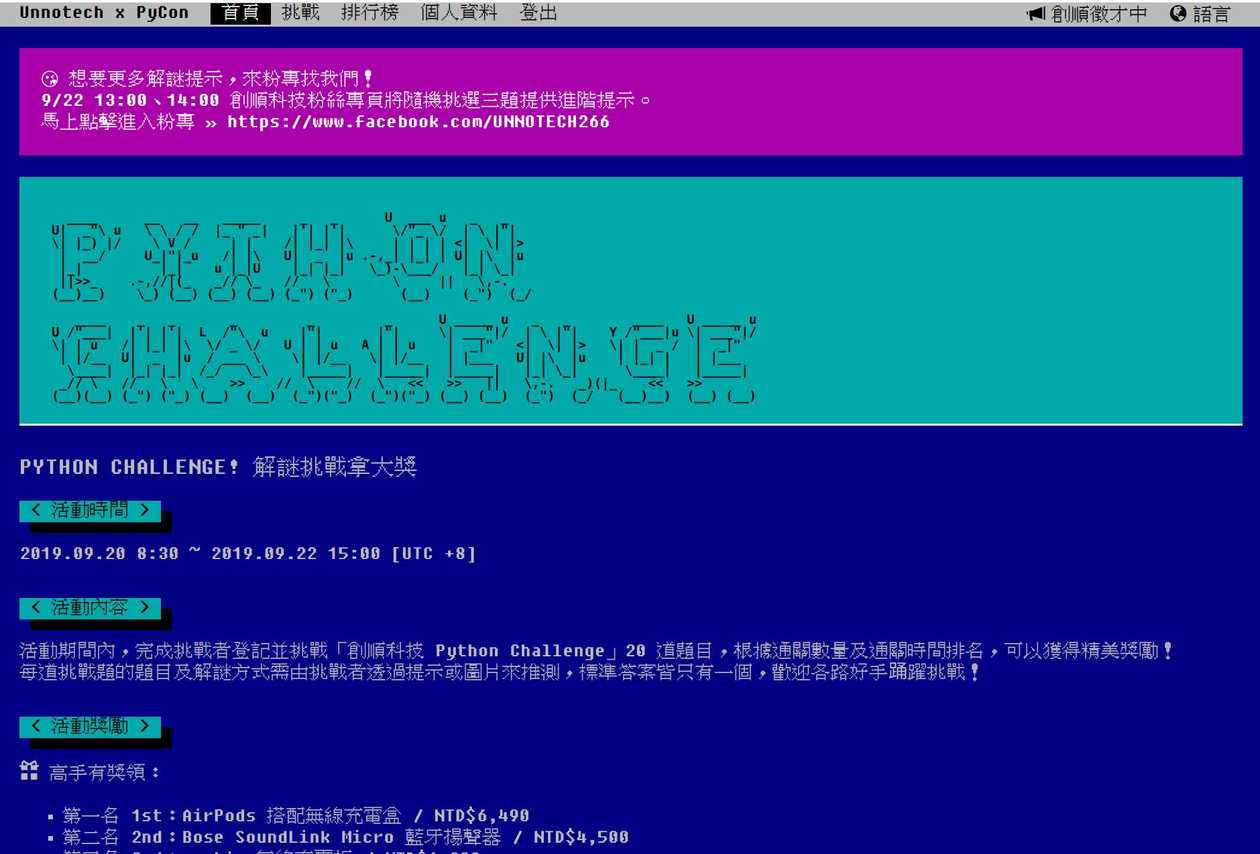 Unnotech x PyCon 首頁 挑戰 排行榜 個人資料 登出 創順徵才中 語言
想要更多解謎提示，來粉專找我們！
9/22 13:00、14:00 創順科技粉絲專頁將隨機挑選三題提供進階提示。
馬上點擊進入粉專 » https://www.facebook.com/UNNOTECH266
PYTHON
CHALLENGE
PYTHON CHALLENGE! 解謎挑戰拿大獎
< 活動時間 >
2019.09.20 8:30 ~ 2019.09.22 15:00 [UTC +8]
< 活動內容 >
活動期間內，完成挑戰者登記並挑戰「創順科技 Python Challenge」20 道題目，根據通關數量及通關時間排名，可以獲得精美獎勵！
每道挑戰題的題目及解謎方式需由挑戰者透過提示或圖片來推測，標準答案皆只有一個，歡迎各路好手踴躍挑戰！
< 活動獎勵 >
高手有獎領：
▪ 第一名 1st：AirPods 搭配無線充電盒 / NTD$6,490
▪ 第二名 2nd：Bose SoundLink Micro 藍牙揚聲器 / NTD$4,500